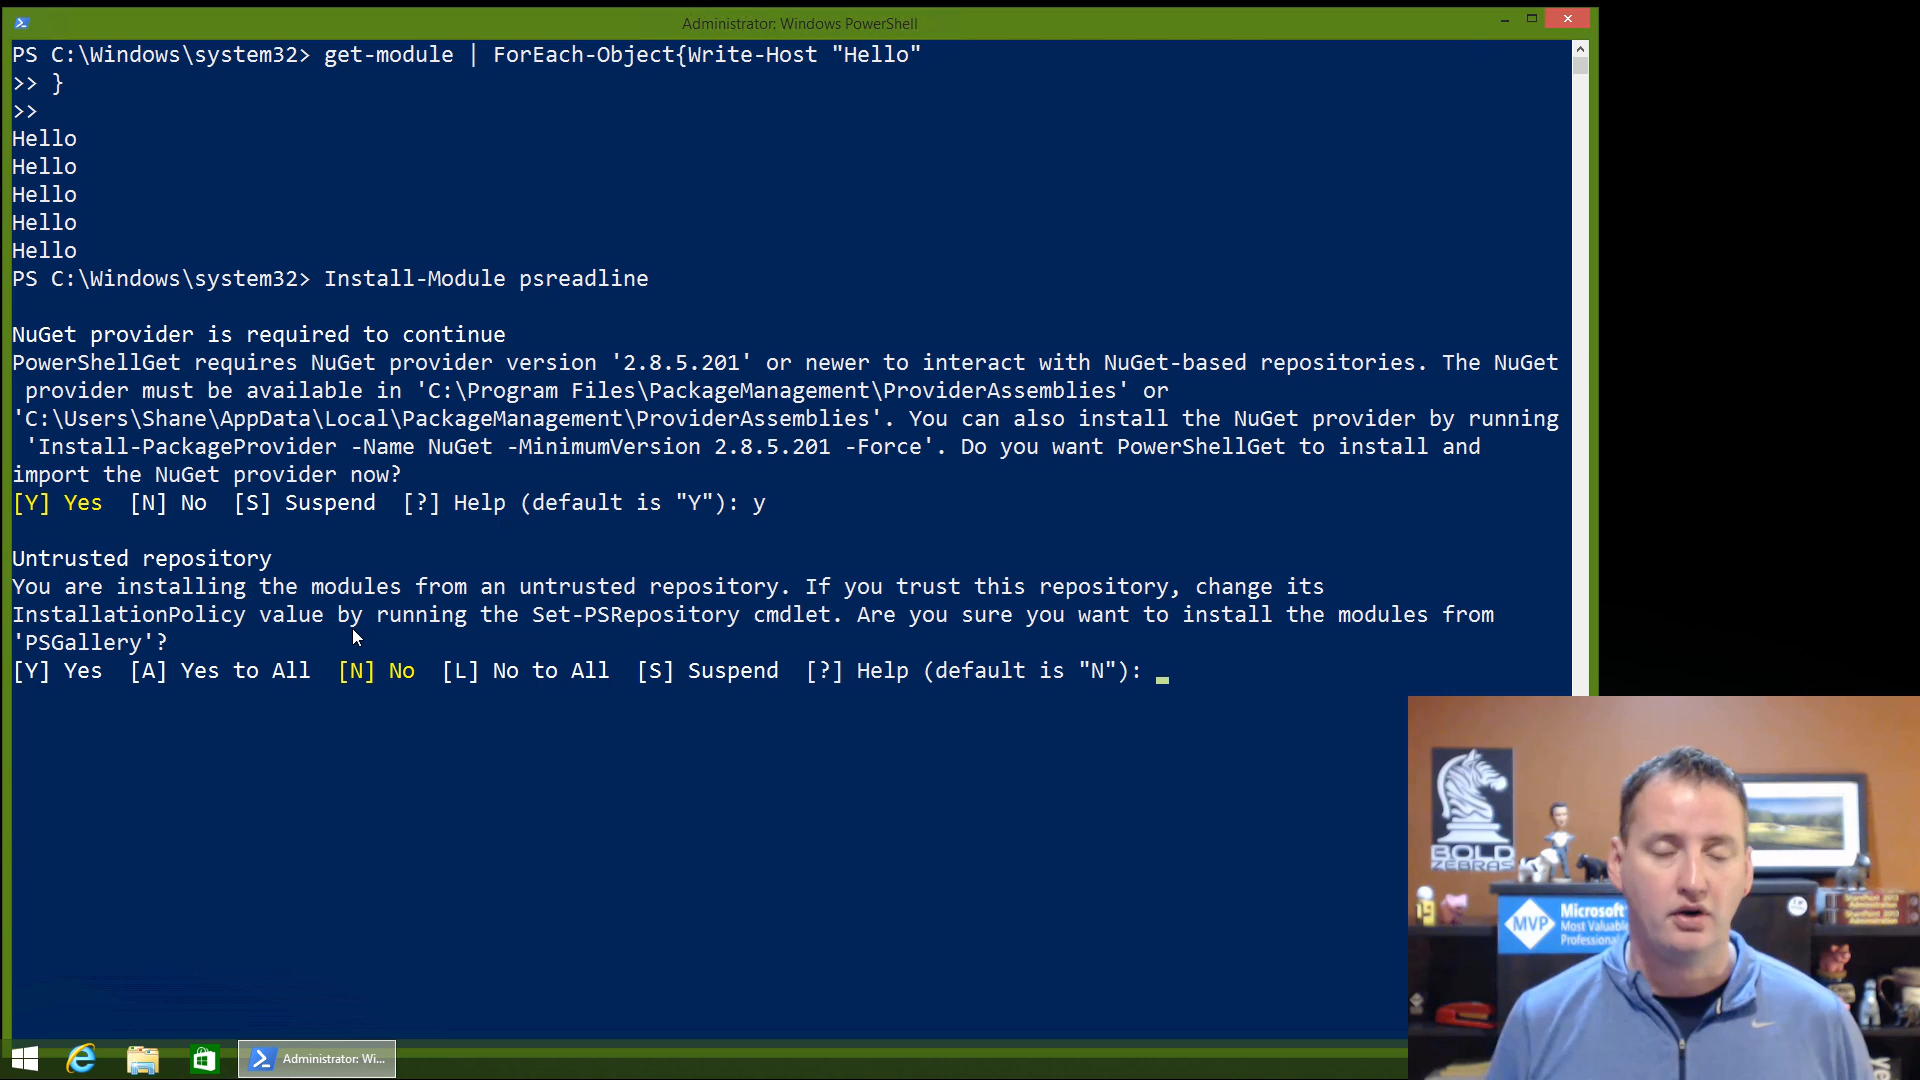 Administrator: Windows PowerShell
PS C:\Windows\system32> get-module | ForEach-Object{Write-Host "Hello"
>> }
>>
Hello
Hello
Hello
Hello
Hello
PS C:\Windows\system32> Install-Module psreadline
NuGet provider is required to continue
PowerShellGet requires NuGet provider version '2.8.5.201' or newer to interact with NuGet-based repositories. The NuGet
provider must be available in 'C:\Program Files\PackageManagement\ProviderAssemblies' or
'C:\Users\Shane\AppData\Local\PackageManagement\ProviderAssemblies'. You can also install the NuGet provider by running
'Install-PackageProvider -Name NuGet -MinimumVersion 2.8.5.201 -Force'. Do you want PowerShellGet to install and
import the NuGet provider now?
[Y] Yes  [N] No  [S] Suspend  [?] Help (default is "Y"): y
Untrusted repository
You are installing the modules from an untrusted repository. If you trust this repository, change its
InstallationPolicy value by running the Set-PSRepository cmdlet. Are you sure you want to install the modules from
'PSGallery'?
[Y] Yes  [A] Yes to All  [N] No  [L] No to All  [S] Suspend  [?] Help (default is "N"):
BOLD
ZEBRAS
19
MVP
Microsoft
Most Valuable
Professional
SharePoint 2013
Administration
SharePoint 2013
Administration
Administrator: Wi...